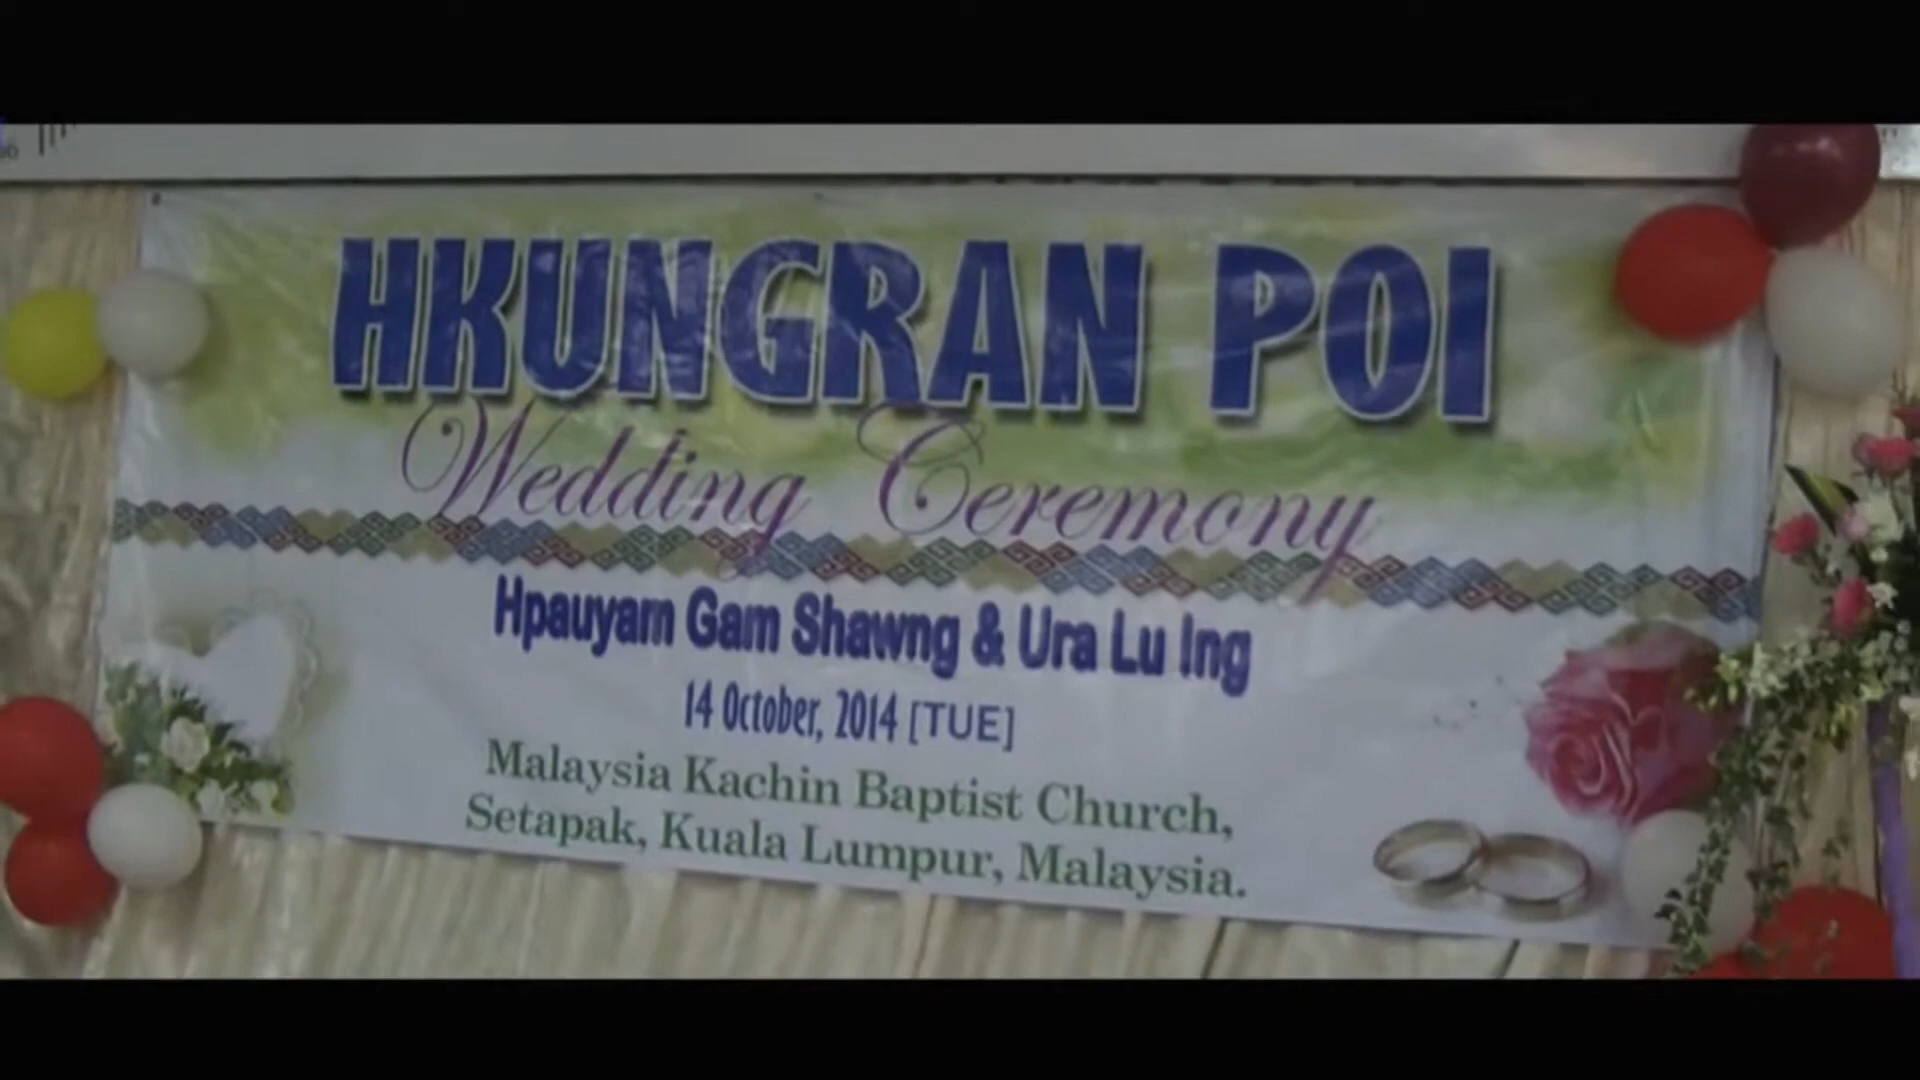 HKUNGRAN POI
Wedding Ceremony
Hpauyam Gam Shawng & Ura Lu Ing
14 October, 2014 [TUE]
Malaysia Kachin Baptist Church,
Setapak, Kuala Lumpur, Malaysia.